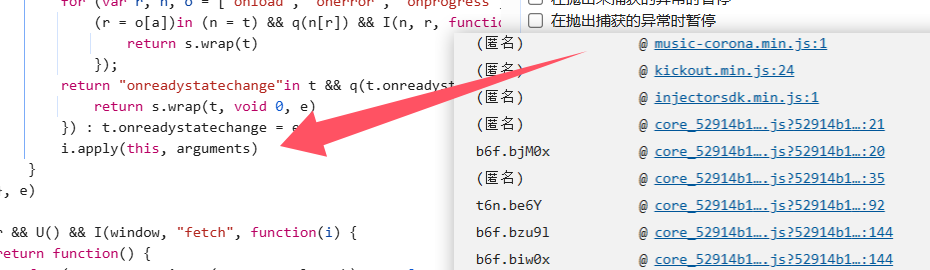 for (var r, n, o = ["onload", "onerror", "onprogress
(r = o[a])in (n = t) && q(n[r]) && I(n, r, functi
return s.wrap(t)
});
return "onreadystatechange"in t && q(t.onreadyst
return s.wrap(t, void 0, e)
}) : t.onreadystatechange = e
i.apply(this, arguments)
}
, e)
r && U() && I(window, "fetch", function(i) {
return function() {
在抛出捕获的异常时暂停
(匿名) @ music-corona.min.js:1
(匿名) @ kickout.min.js:24
(匿名) @ injectorsdk.min.js:1
(匿名) @ core_52914b1….js?52914b1…:21
b6f.bjM0x @ core_52914b1….js?52914b1…:20
(匿名) @ core_52914b1….js?52914b1…:35
t6n.be6Y @ core_52914b1….js?52914b1…:92
b6f.bzu9l @ core_52914b1….js?52914b1…:144
b6f.biw0x @ core_52914b1….js?52914b1…:144